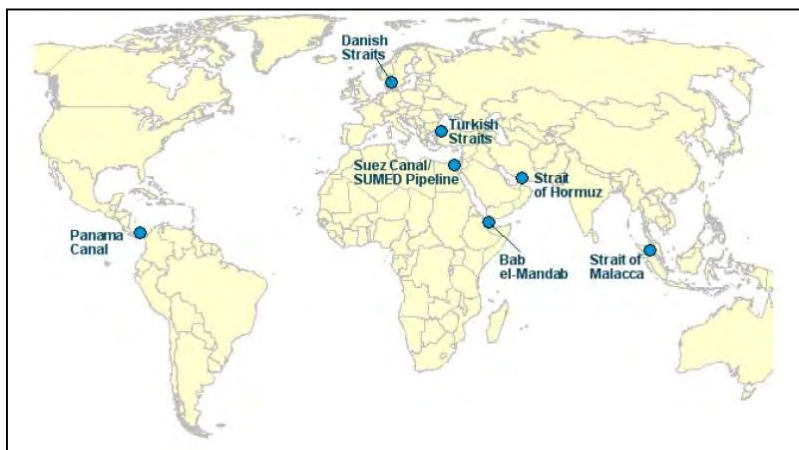 Danish
Straits
Turkish
Straits
Suez Canal/
SUMED Pipeline
Strait
of Hormuz
Panama
Canal
Bab
el-Mandab
Strait of
Malacca